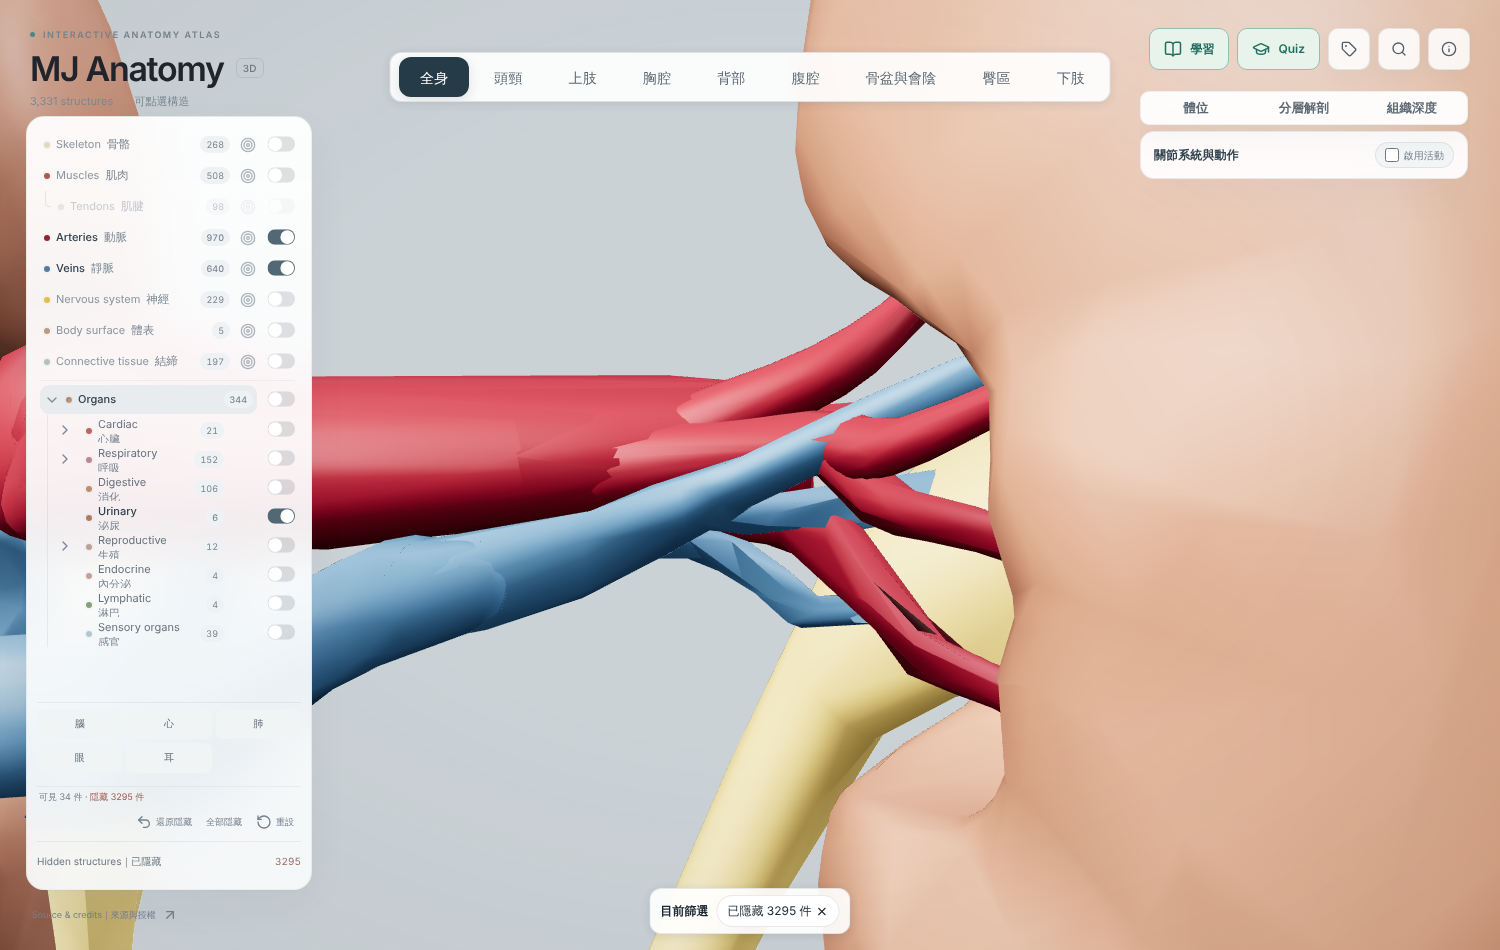 INTERACTIVE ANATOMY ATLAS
MJ Anatomy 3D
3,331 structures 可點選構造
全身 頭頸 上肢 胸腔 背部 腹腔 骨盆與會陰 臀區 下肢
學習 Quiz
體位 分層解剖 組織深度
關節系統與動作 啟用活動
Skeleton 骨骼 268
Muscles 肌肉 508
Tendons 肌腱 98
Arteries 動脈 970
Veins 靜脈 640
Nervous system 神經 229
Body surface 體表 5
Connective tissue 結締 197
Organs 344
Cardiac 21
心臟
Respiratory 152
呼吸
Digestive 106
消化
Urinary 6
泌尿
Reproductive 12
生殖
Endocrine 4
內分泌
Lymphatic 4
淋巴
Sensory organs 39
感官
腦 心 肺
眼 耳
可見 34 件 · 隱藏 3295 件
還原隱藏 全部隱藏 重設
Hidden structures | 已隱藏 3295
Source & credits | 來源與授權
目前篩選 已隱藏 3295 件 ×